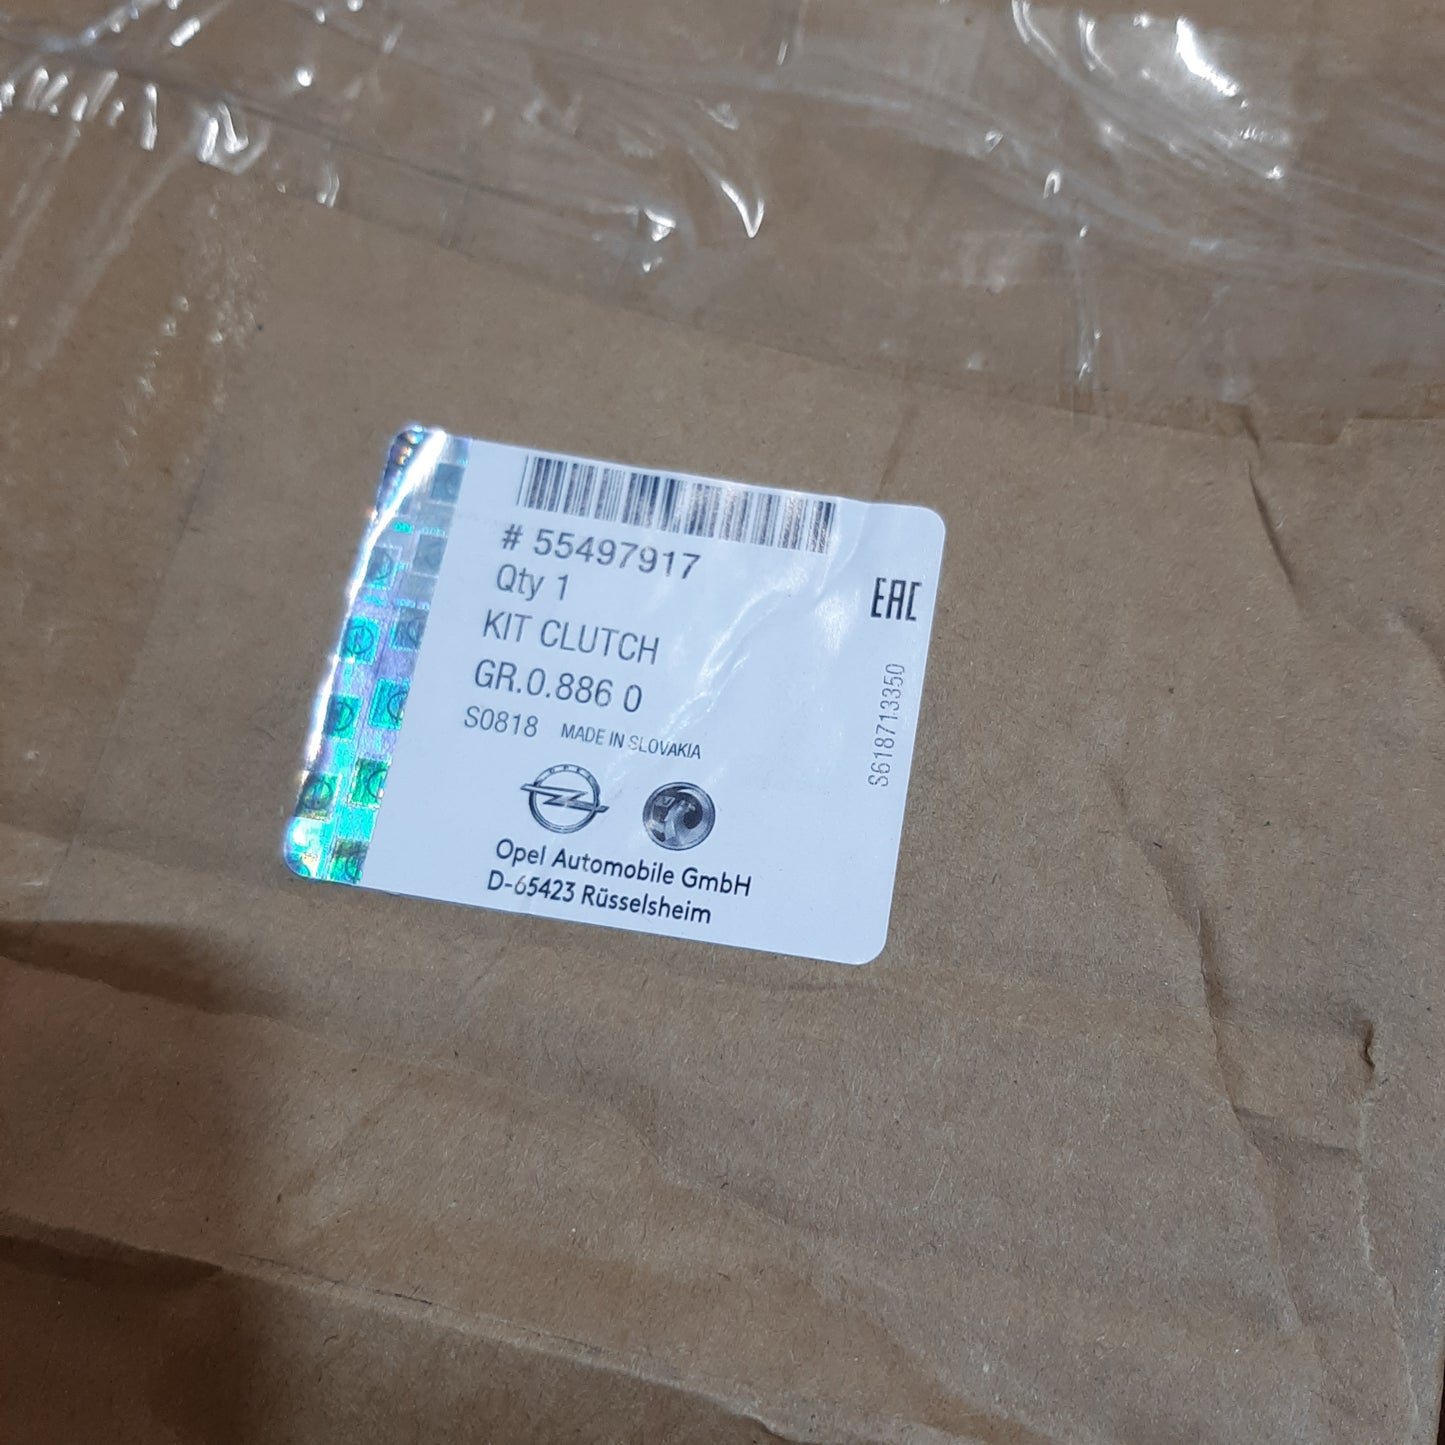 # 55497917
Qty 1
KIT CLUTCH
GR.0.886 0
S0818 MADE IN SLOVAKIA
EAC
S618713350
OPEL
Opel Automobile GmbH
D-65423 Rüsselsheim